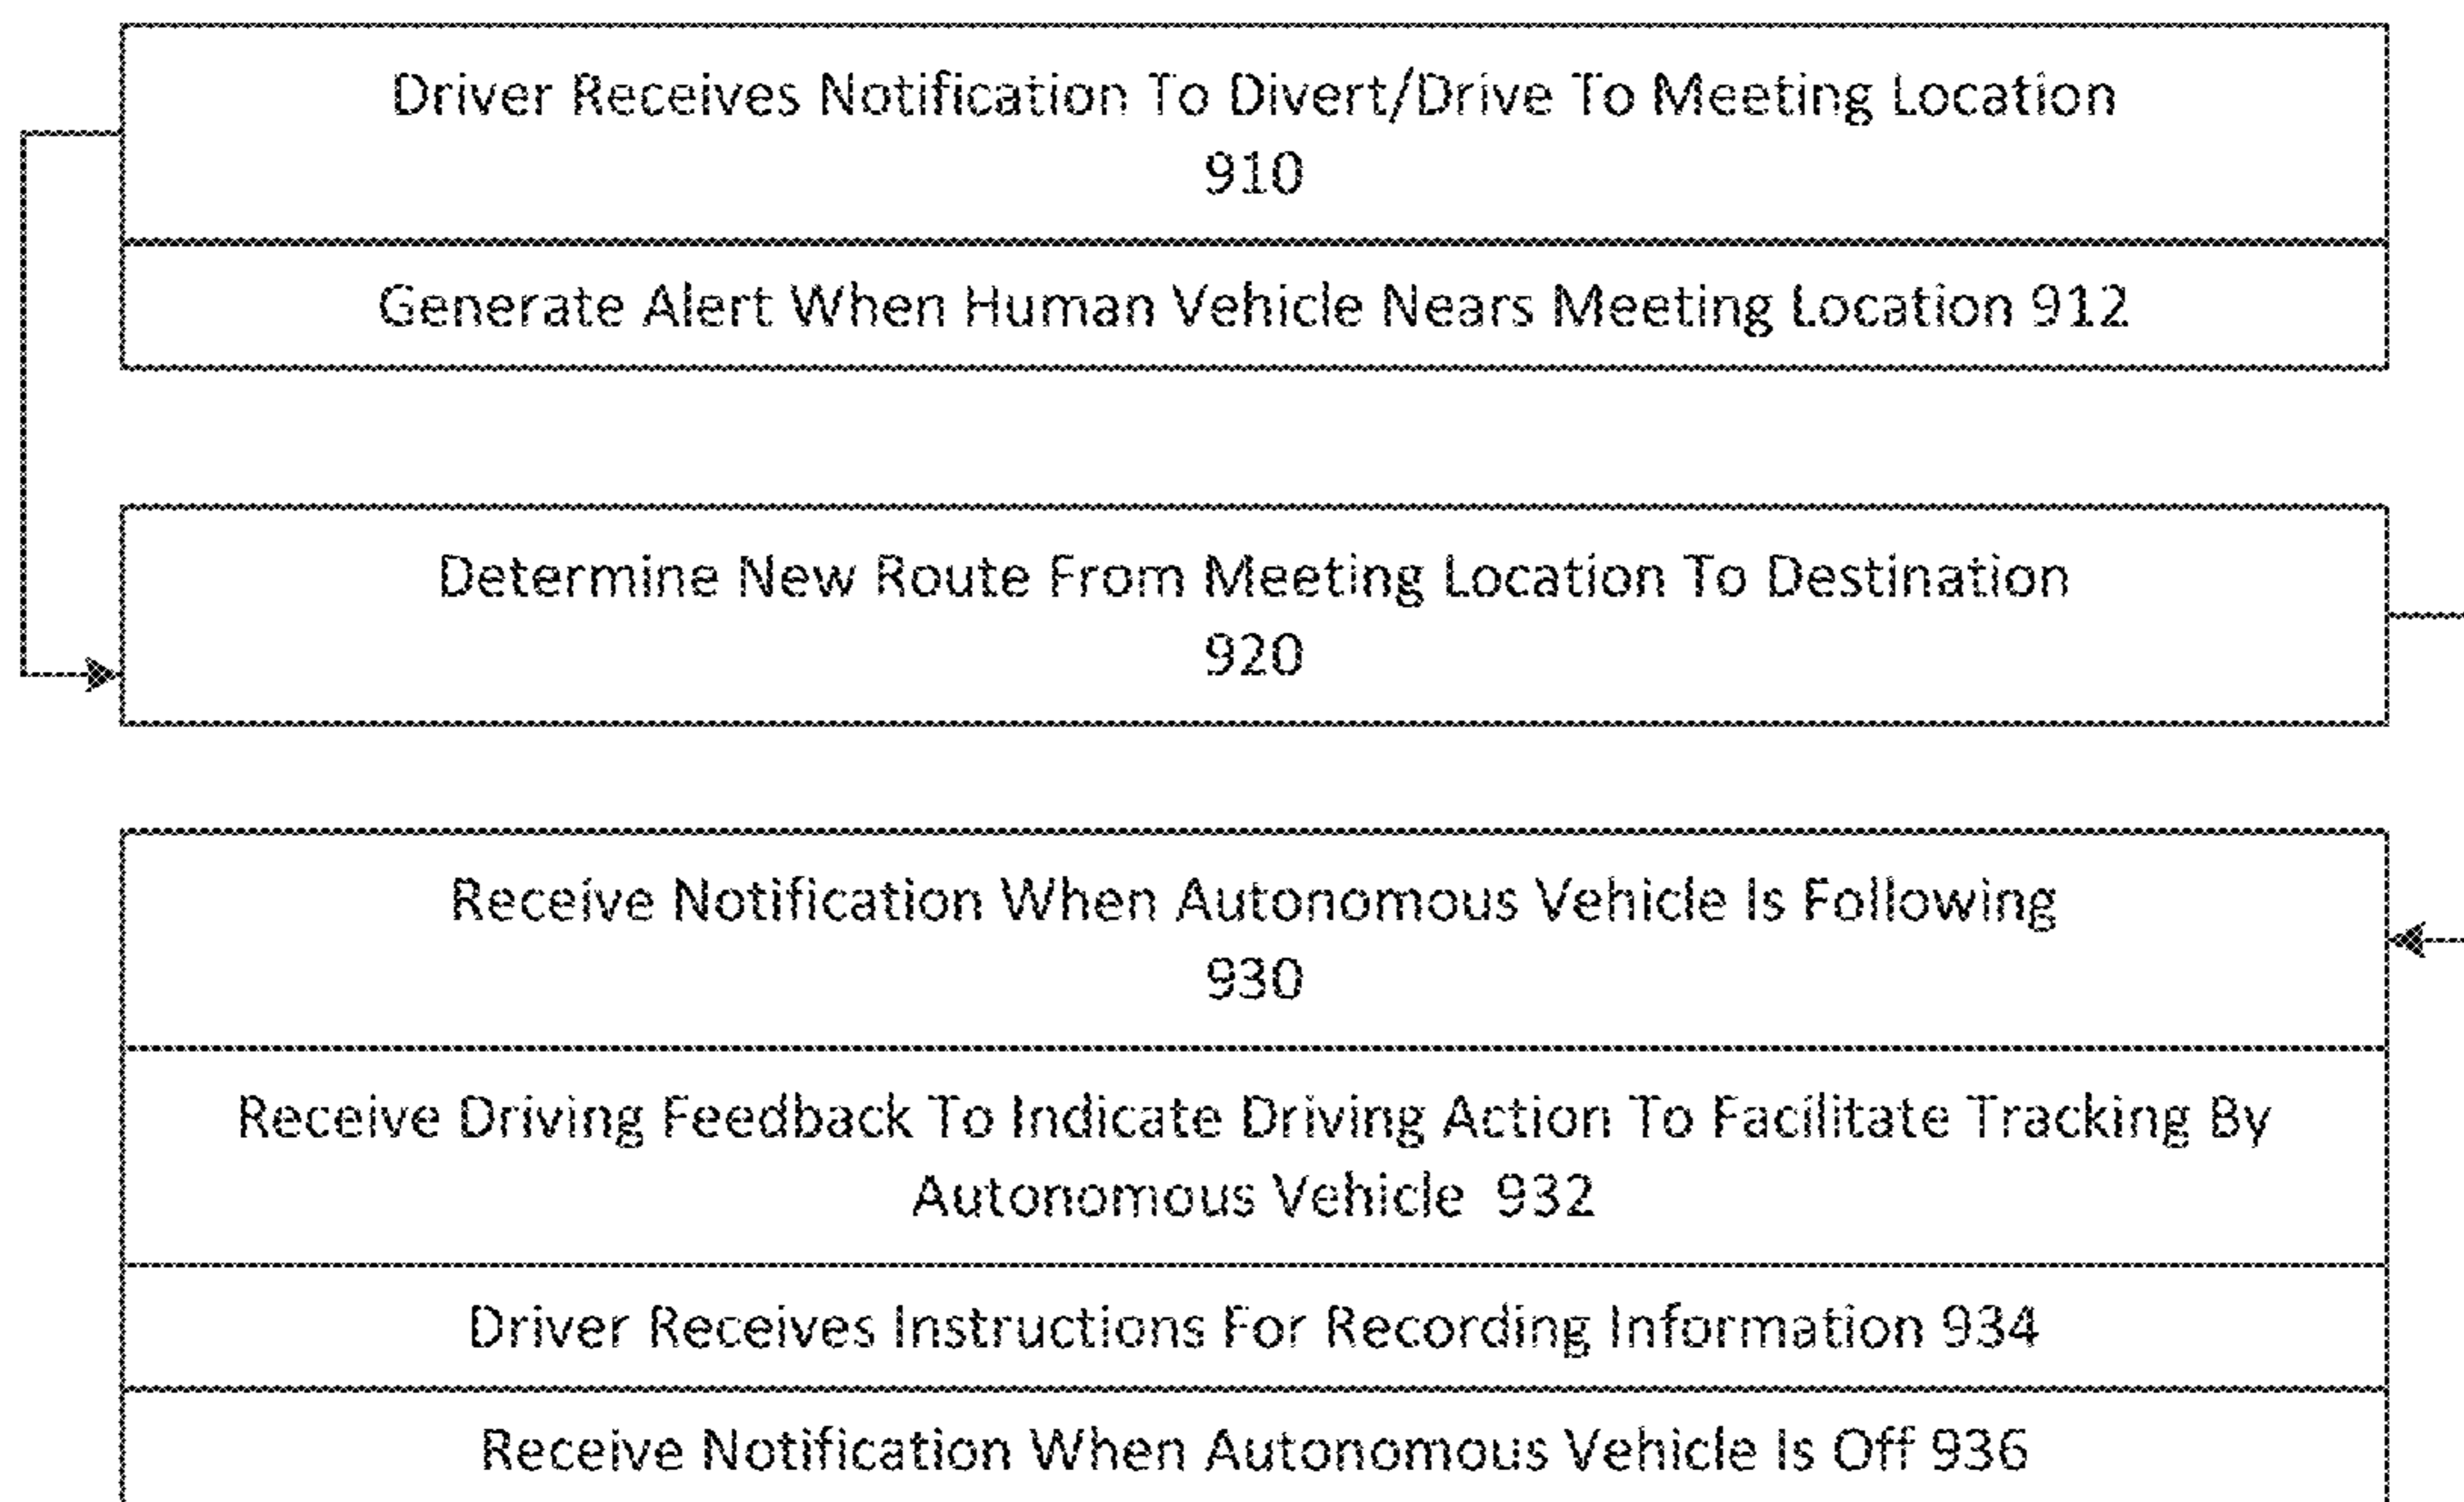 Driver Receives Notification To Divert/Drive To Meeting Location
910
Generate Alert When Human Vehicle Nears Meeting Location 912
Determine New Route From Meeting Location To Destination
920
Receive Notification When Autonomous Vehicle Is Following
930
Receive Driving Feedback To Indicate Driving Action To Facilitate Tracking By
Autonomous Vehicle 932
Driver Receives Instructions For Recording Information 934
Receive Notification When Autonomous Vehicle Is Off 936